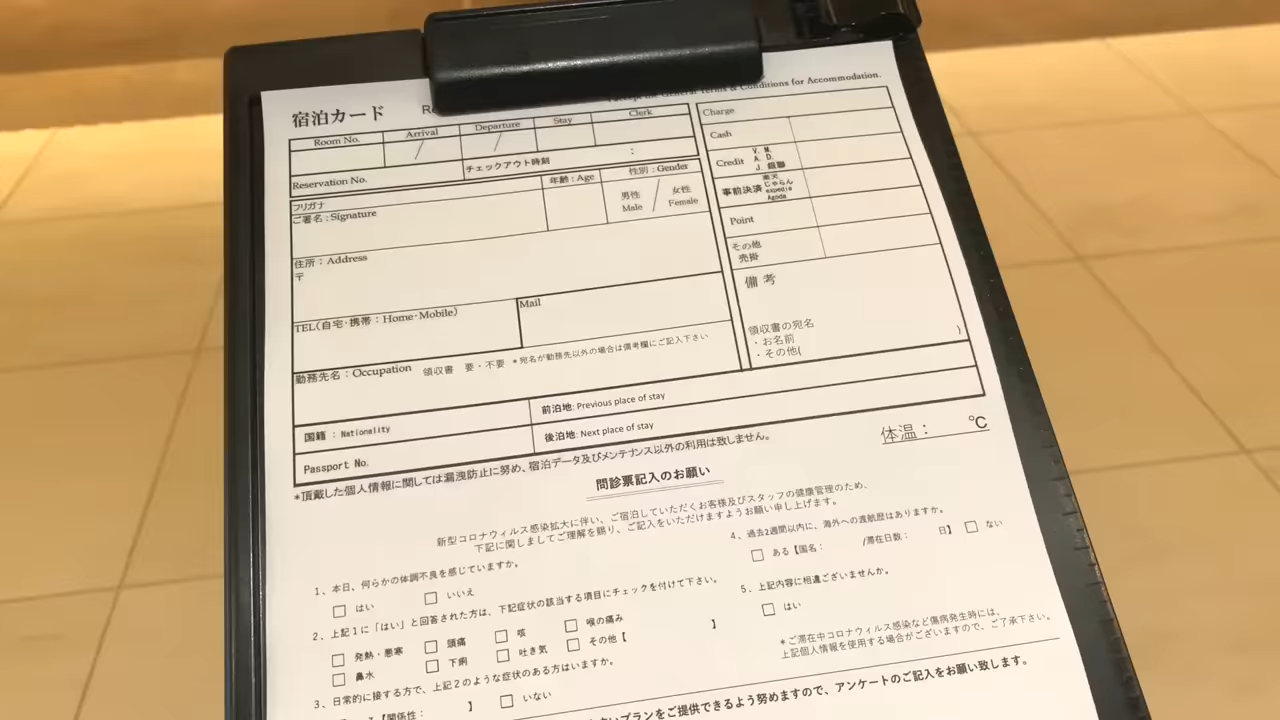 宿泊カード
General Terms & Conditions for Accommodation.
Room No. Arrival Departure Stay Clerk
/ /
Reservation No. チェックアウト時刻 :
フリガナ
ご署名 : Signature 年齢 : Age 性別 : Gender
男性 / 女性
Male Female
住所 : Address
〒
TEL(自宅・携帯 : Home・Mobile) Mail
勤務先名 : Occupation 領収書 要・不要 *宛名が勤務先以外の場合は備考欄にご記入下さい
国籍 : Nationality 前泊地: Previous place of stay
Passport No. 後泊地: Next place of stay
Charge
Cash
Credit V. M.
A. D.
J. 銀聯
事前決済 楽天
じゃらん
expedia
Agoda
Point
その他
売掛
備考
領収書の宛名
・お名前
・その他( )
*頂戴した個人情報に関しては漏洩防止に努め、宿泊データ及びメンテナンス以外の利用は致しません。
体温: ℃
問診票記入のお願い
新型コロナウィルス感染拡大に伴い、ご宿泊していただくお客様及びスタッフの健康管理のため、
下記に関しましてご理解を賜り、ご記入をいただけますようお願い申し上げます。
1、本日、何らかの体調不良を感じていますか。
□ はい □ いいえ
2、上記1に「はい」と回答された方は、下記症状の該当する項目にチェックを付けて下さい。
□ 発熱・悪寒 □ 頭痛 □ 咳 □ 喉の痛み
□ 鼻水 □ 下痢 □ 吐き気 □ その他【 】
3、日常的に接する方で、上記2のような症状のある方はいますか。
【関係性: 】 □ いない
4、過去2週間以内に、海外への渡航歴はありますか。
□ ある【国名: /滞在日数: 日】 □ ない
5、上記内容に相違ございませんか。
□ はい
*ご滞在中コロナウィルス感染など傷病発生時には、
上記個人情報を使用する場合がございますので、ご了承下さい。
プランをご提供できるよう努めますので、アンケートのご記入をお願い致します。